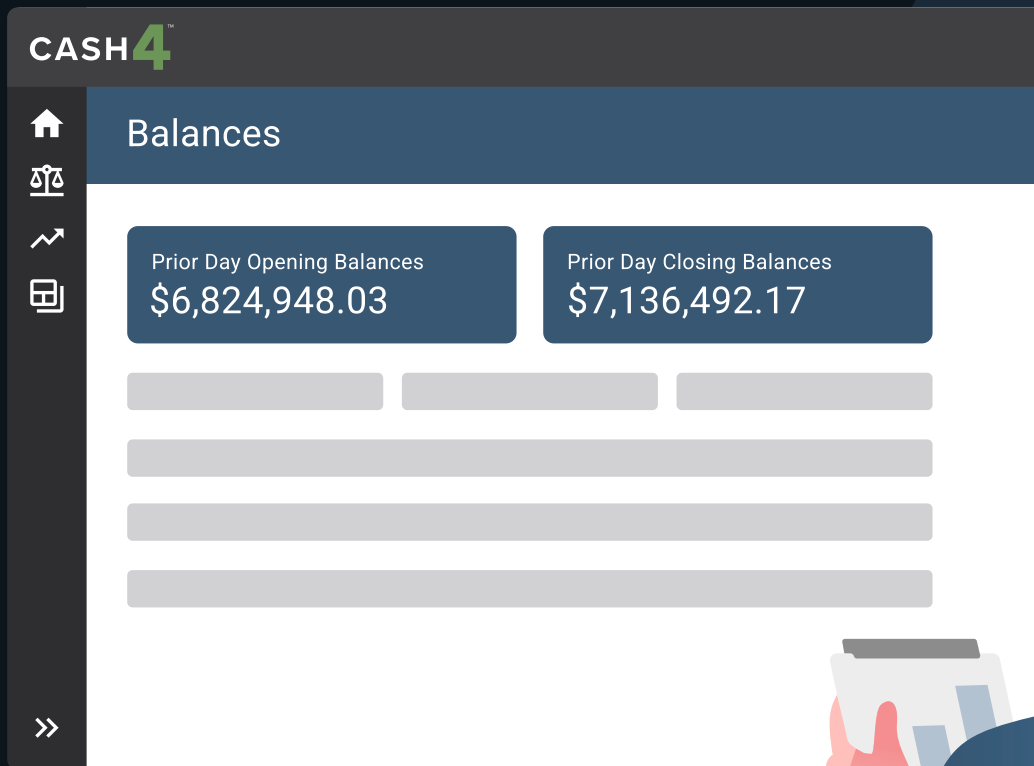 CASH4™
Balances
Prior Day Opening Balances
$6,824,948.03
Prior Day Closing Balances
$7,136,492.17